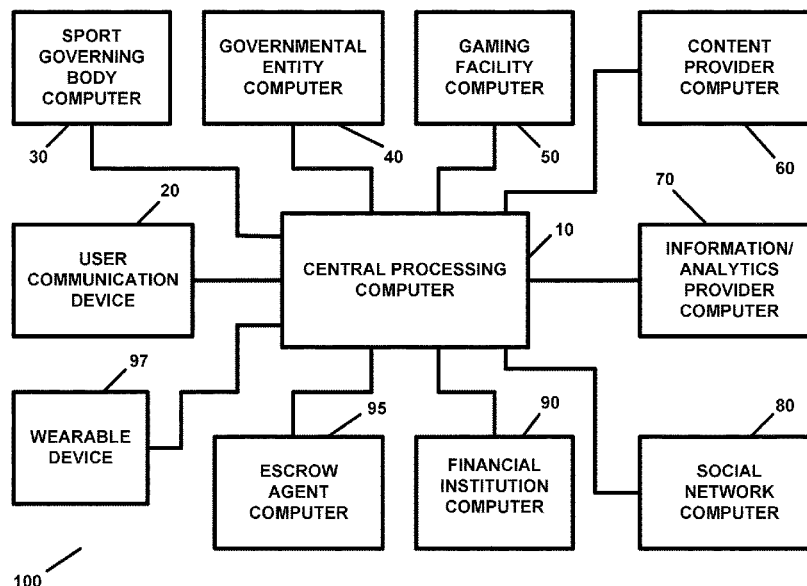 SPORT
GOVERNING
BODY
COMPUTER
GOVERNMENTAL
ENTITY
COMPUTER
GAMING
FACILITY
COMPUTER
CONTENT
PROVIDER
COMPUTER
30
40
50
60
20
10
70
USER
COMMUNICATION
DEVICE
CENTRAL PROCESSING
COMPUTER
INFORMATION/
ANALYTICS
PROVIDER
COMPUTER
97
95
90
80
WEARABLE
DEVICE
ESCROW
AGENT
COMPUTER
FINANCIAL
INSTITUTION
COMPUTER
SOCIAL
NETWORK
COMPUTER
100